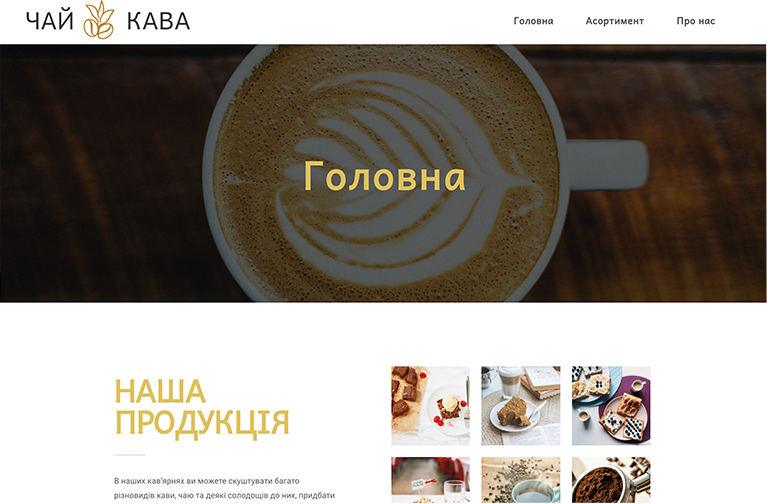 ЧАЙ КАВА
Головна Асортимент Про нас
Головна
НАША
ПРОДУКЦІЯ
В наших кав'ярнях ви можете скуштувати багато
різновидів кави, чаю та деякі солодощів до них, придбати